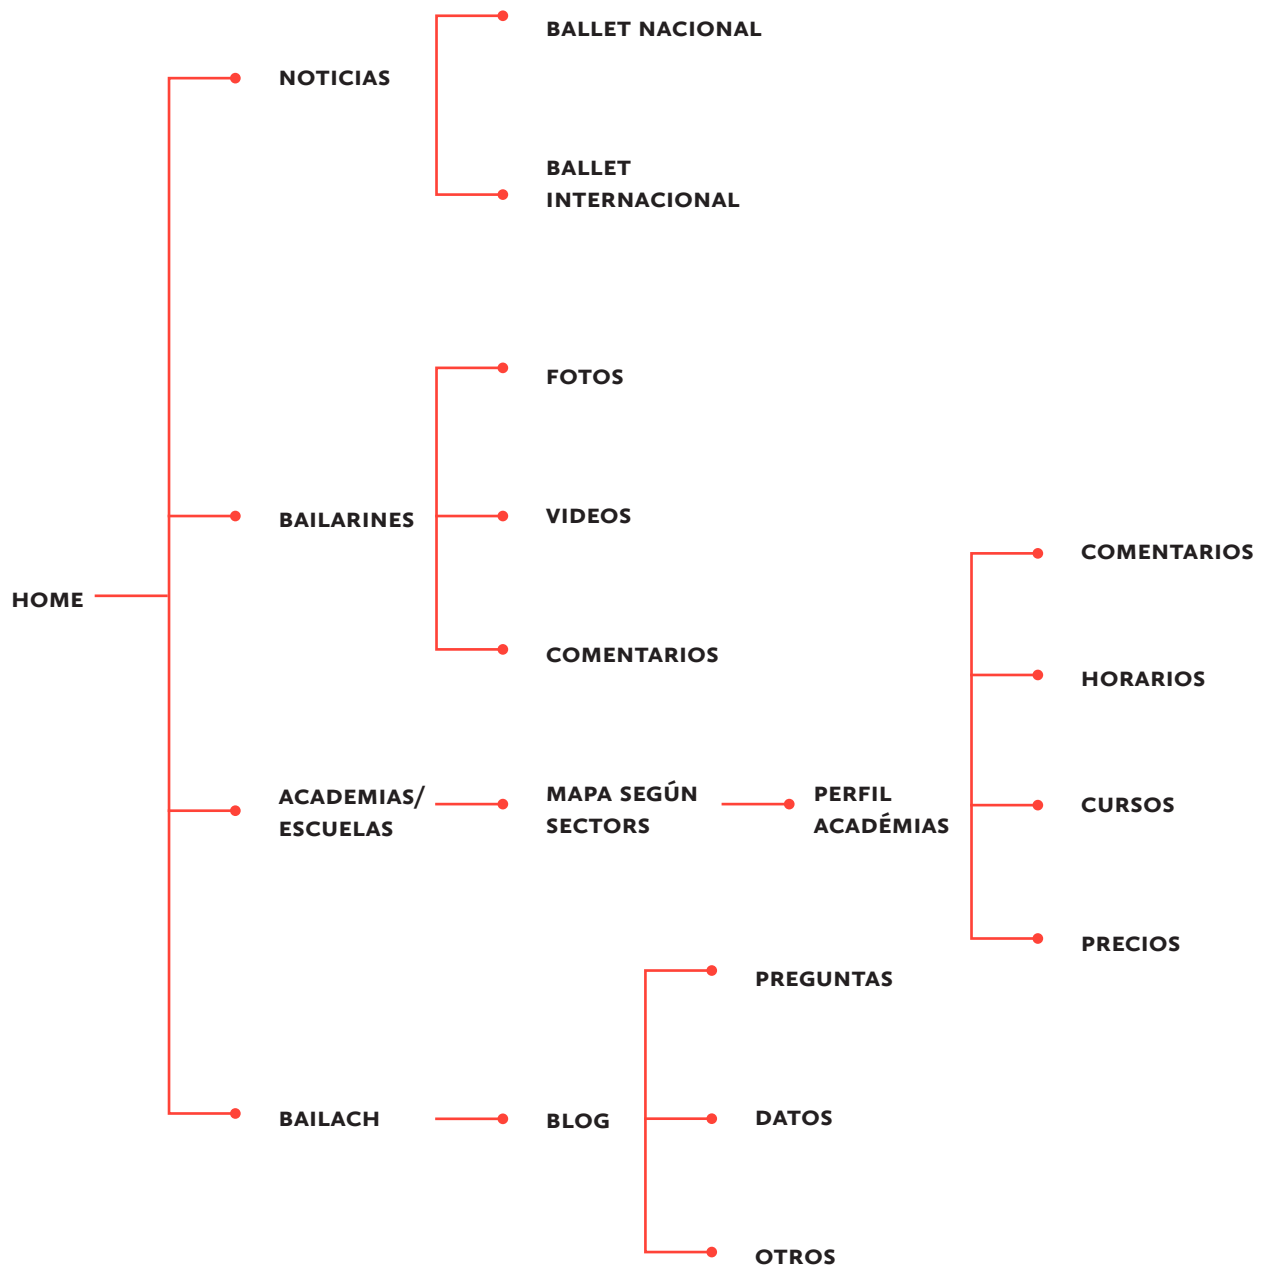 BALLET NACIONAL
NOTICIAS
BALLET
INTERNACIONAL
FOTOS
VIDEOS
BAILARINES
COMENTARIOS
HOME
COMENTARIOS
HORARIOS
ACADEMIAS/
ESCUELAS
MAPA SEGÚN
SECTORS
PERFIL
ACADÉMIAS
CURSOS
PRECIOS
PREGUNTAS
BAILACH
BLOG
DATOS
OTROS